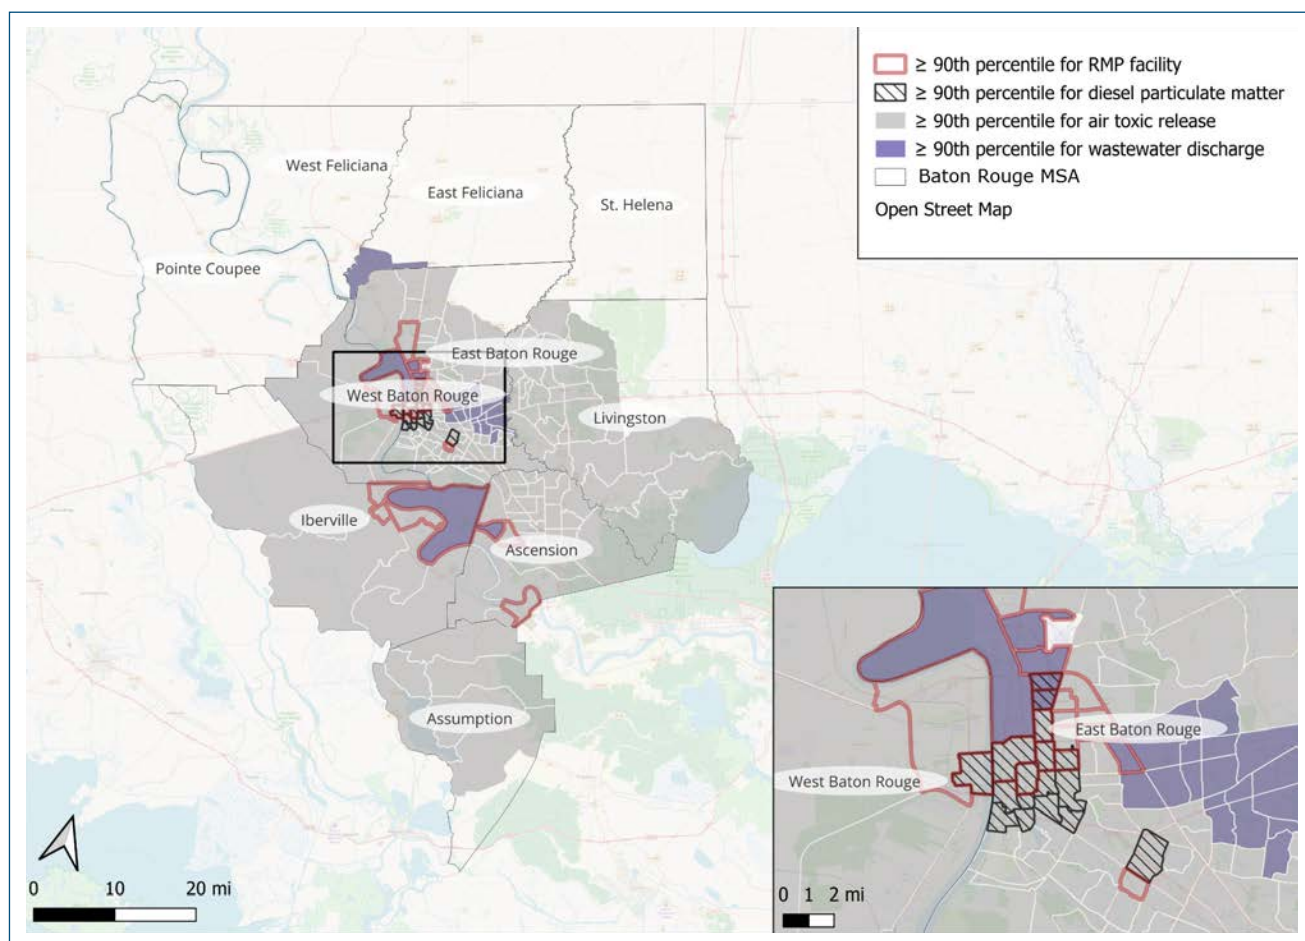 ≥ 90th percentile for RMP facility
≥ 90th percentile for diesel particulate matter
≥ 90th percentile for air toxic release
≥ 90th percentile for wastewater discharge
Baton Rouge MSA
Open Street Map
West Feliciana
East Feliciana
St. Helena
Pointe Coupee
East Baton Rouge
West Baton Rouge
Livingston
Iberville
Ascension
Assumption
0 10 20 mi
East Baton Rouge
West Baton Rouge
0 1 2 mi